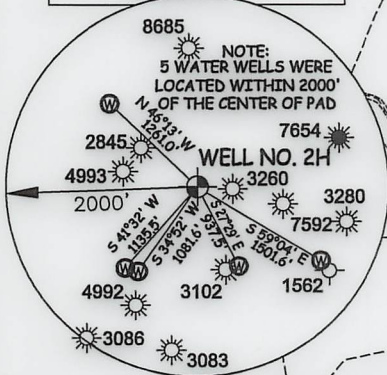 8685
NOTE:
5 WATER WELLS WERE
LOCATED WITHIN 2000'
OF THE CENTER OF PAD
W
N 46°13' W
1261.0'
7654
2845
WELL NO. 2H
4993
3260
2000'
3280
7592
S 41°32' W
1135.5'
S 34°52' W
1081.6'
S 27°29' E
937.5'
S 59°04' E
1501.6'
W
W
W
W
4992
3102
1562
3086
3083